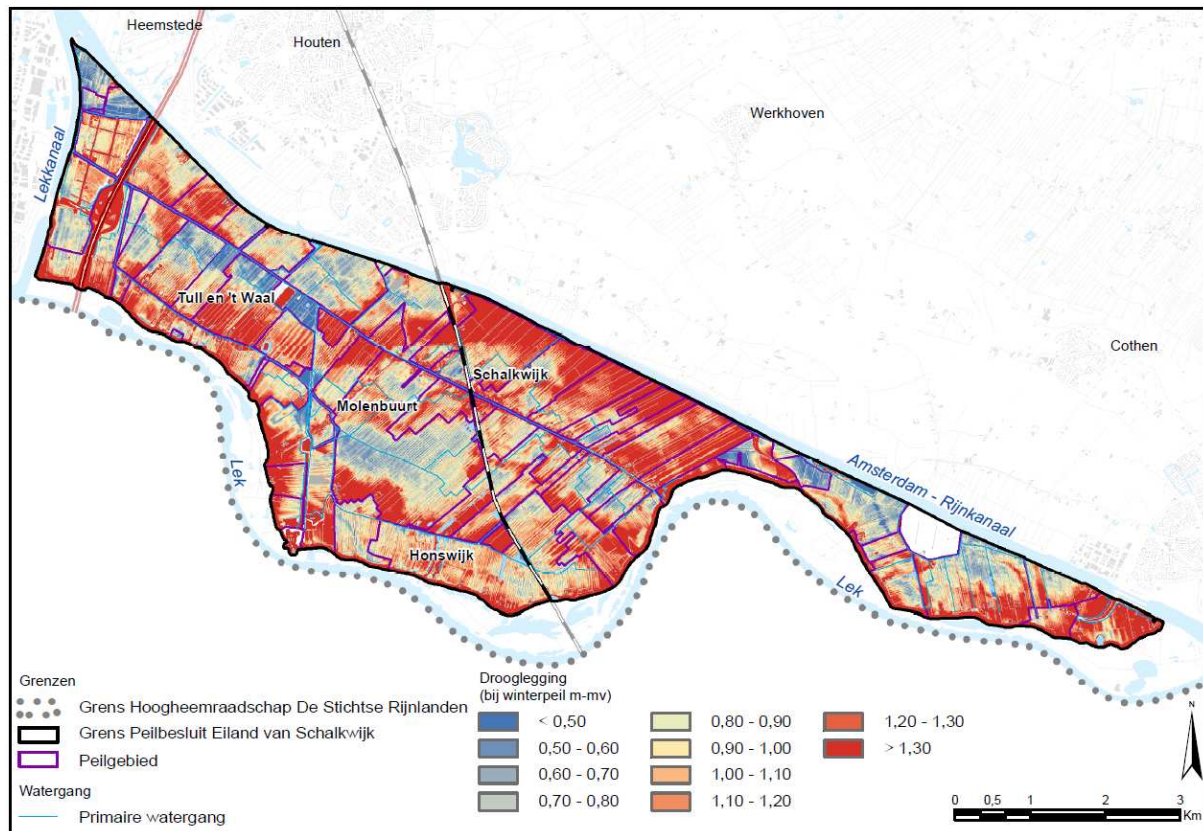 Heemstede
Houten
Werkhoven
Lekkanaal
Cothen
Tull en 't Waal
Schalkwijk
Molenbuurt
Amsterdam - Rijnkanaal
Lek
Honswijk
Lek
Grenzen
Grens Hoogheemraadschap De Stichtse Rijnlanden
Grens Peilbesluit Eiland van Schalkwijk
Peilgebied
Watergang
Primaire watergang
Drooglegging
(bij winterpeil m-mv)
< 0,50
0,50 - 0,60
0,60 - 0,70
0,70 - 0,80
0,80 - 0,90
0,90 - 1,00
1,00 - 1,10
1,10 - 1,20
1,20 - 1,30
> 1,30
N
0 0,5 1 2 3
Km